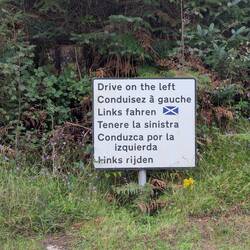 Drive on the left
Conduisez à gauche
Links fahren
Tenere la sinistra
Conduzca por la
izquierda
Links rijden